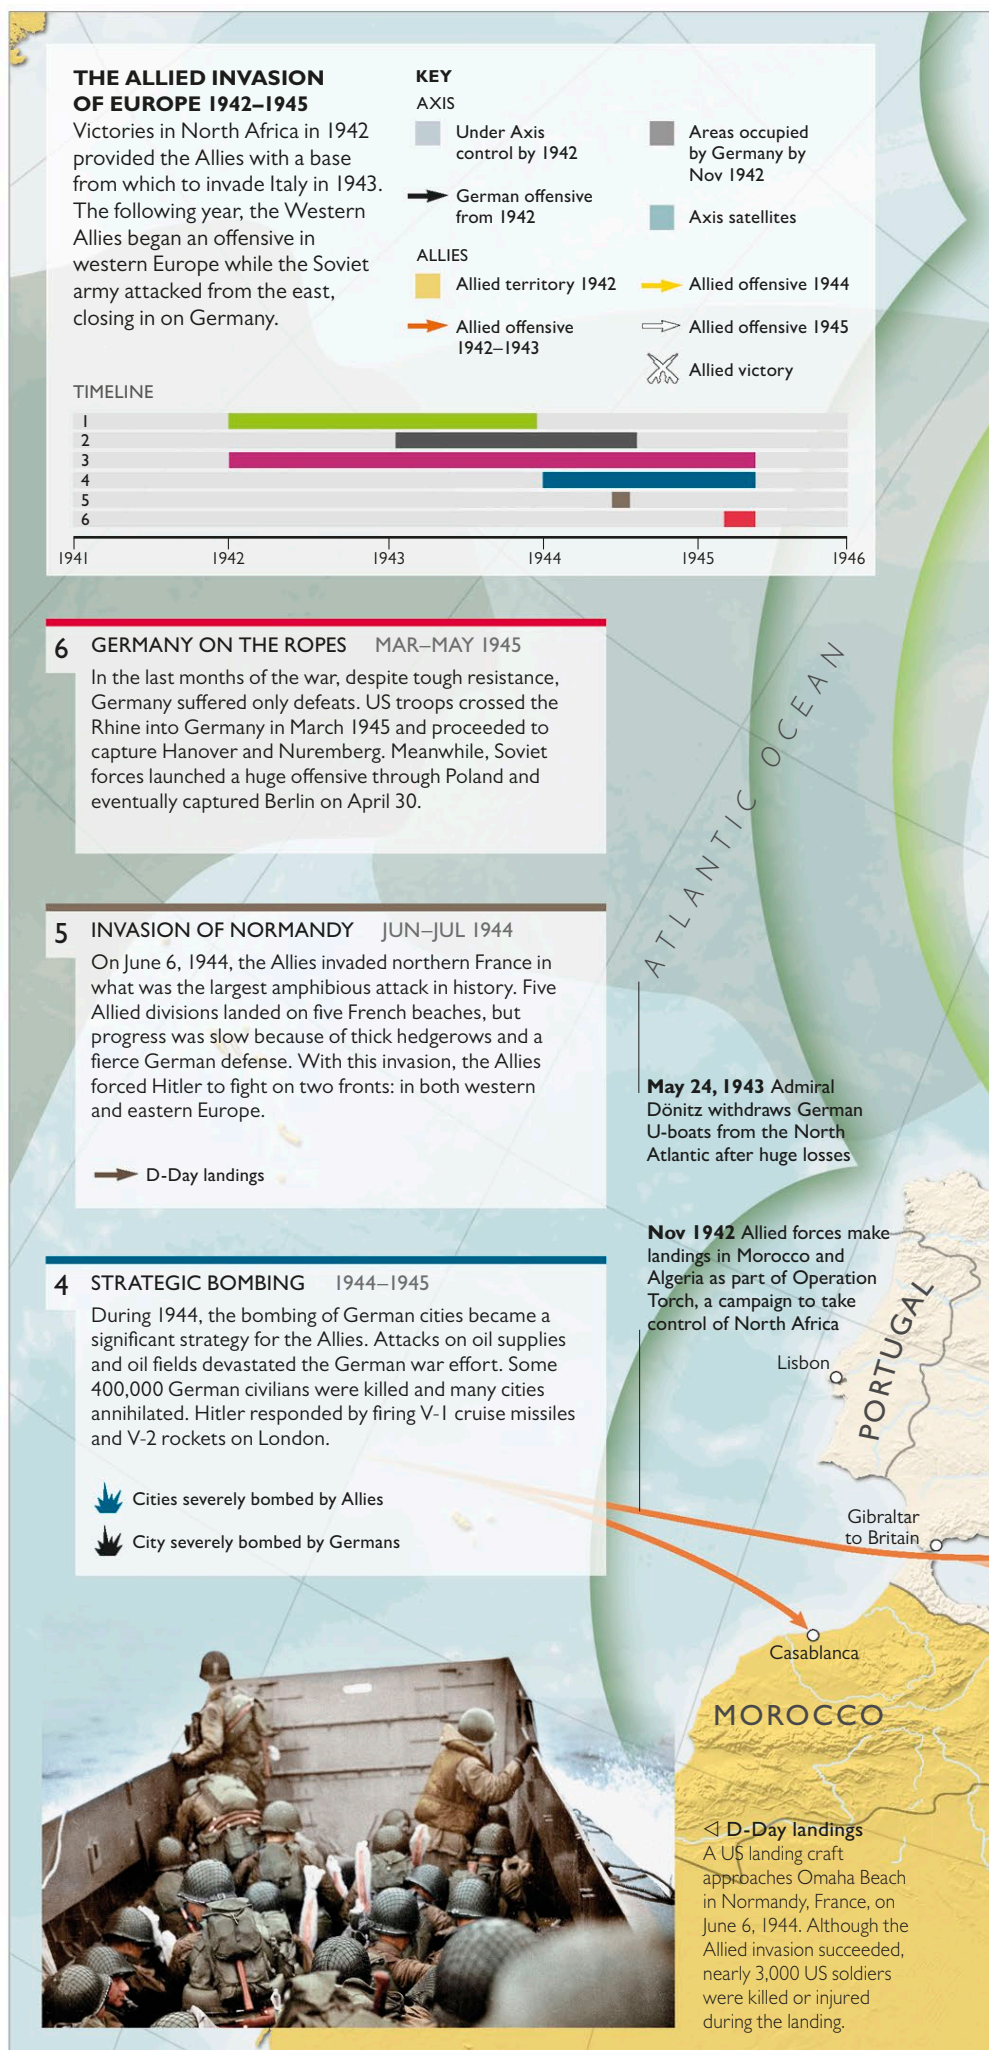 THE ALLIED INVASION
OF EUROPE 1942–1945
Victories in North Africa in 1942
provided the Allies with a base
from which to invade Italy in 1943.
The following year, the Western
Allies began an offensive in
western Europe while the Soviet
army attacked from the east,
closing in on Germany.
KEY
AXIS
Under Axis
control by 1942
German offensive
from 1942
Areas occupied
by Germany by
Nov 1942
Axis satellites
ALLIES
Allied territory 1942
Allied offensive
1942–1943
Allied offensive 1944
Allied offensive 1945
Allied victory
TIMELINE
1
2
3
4
5
6
1941 1942 1943 1944 1945 1946
6 GERMANY ON THE ROPES MAR–MAY 1945
In the last months of the war, despite tough resistance,
Germany suffered only defeats. US troops crossed the
Rhine into Germany in March 1945 and proceeded to
capture Hanover and Nuremberg. Meanwhile, Soviet
forces launched a huge offensive through Poland and
eventually captured Berlin on April 30.
ATLANTIC OCEAN
5 INVASION OF NORMANDY JUN–JUL 1944
On June 6, 1944, the Allies invaded northern France in
what was the largest amphibious attack in history. Five
Allied divisions landed on five French beaches, but
progress was slow because of thick hedgerows and a
fierce German defense. With this invasion, the Allies
forced Hitler to fight on two fronts: in both western
and eastern Europe.
D-Day landings
May 24, 1943 Admiral
Dönitz withdraws German
U-boats from the North
Atlantic after huge losses
Nov 1942 Allied forces make
landings in Morocco and
Algeria as part of Operation
Torch, a campaign to take
control of North Africa
4 STRATEGIC BOMBING 1944–1945
During 1944, the bombing of German cities became a
significant strategy for the Allies. Attacks on oil supplies
and oil fields devastated the German war effort. Some
400,000 German civilians were killed and many cities
annihilated. Hitler responded by firing V-1 cruise missiles
and V-2 rockets on London.
Cities severely bombed by Allies
City severely bombed by Germans
Lisbon
PORTUGAL
Gibraltar
to Britain
Casablanca
MOROCCO
◁ D-Day landings
A US landing craft
approaches Omaha Beach
in Normandy, France, on
June 6, 1944. Although the
Allied invasion succeeded,
nearly 3,000 US soldiers
were killed or injured
during the landing.